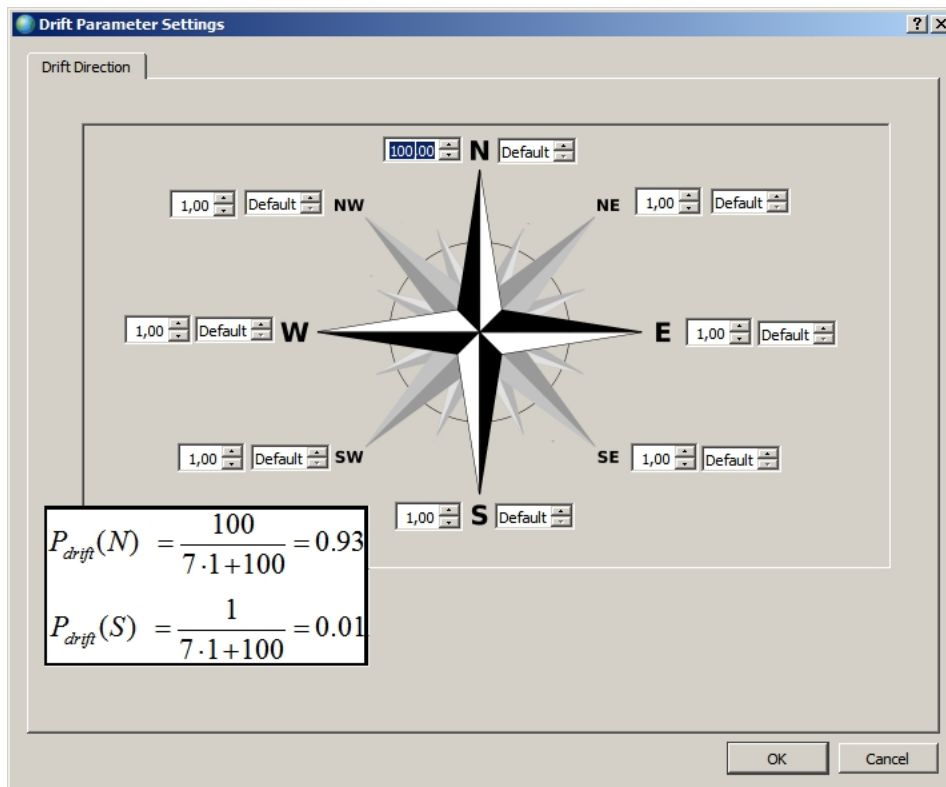 Drift Parameter Settings
Drift Direction
100,00 N Default
1,00 Default NW
NE 1,00 Default
1,00 Default W
E 1,00 Default
1,00 Default SW
SE 1,00 Default
1,00 S Default
P_drift(N) = 100 / (7·1+100) = 0.93
P_drift(S) = 1 / (7·1+100) = 0.01
OK Cancel